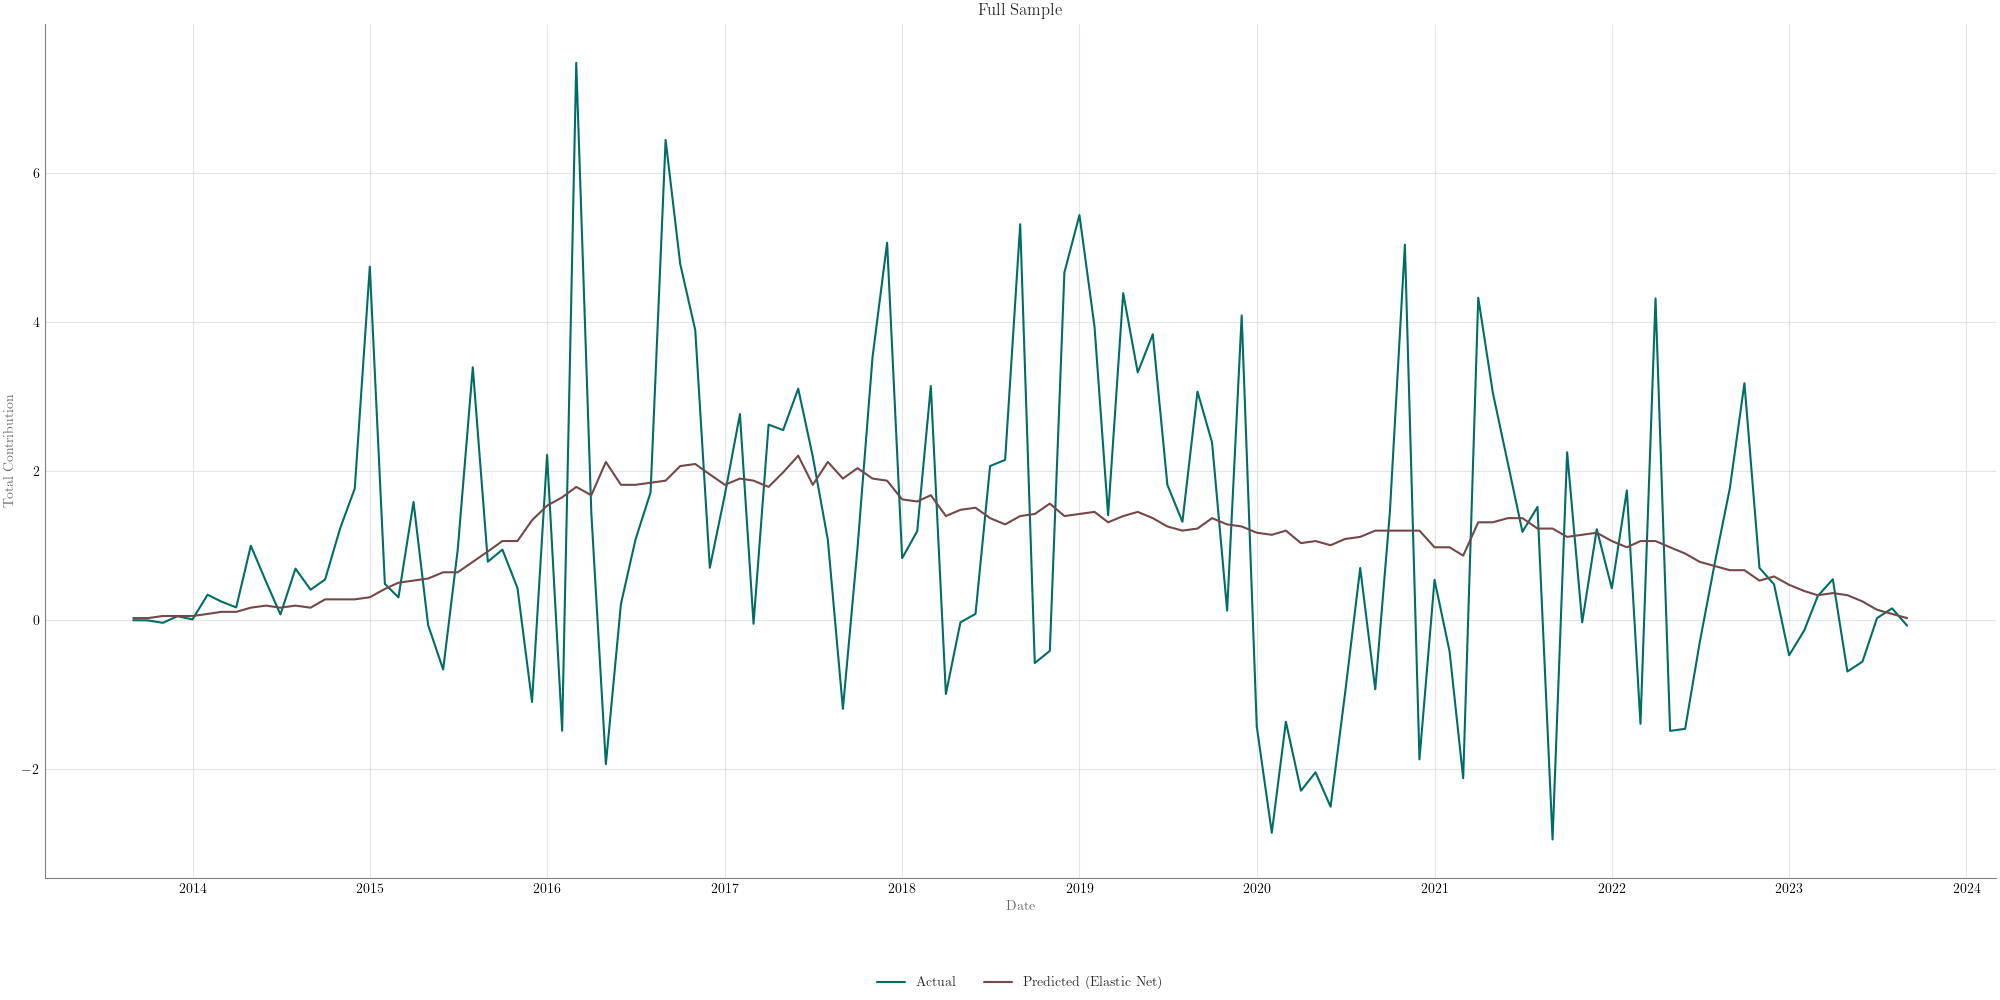 Full Sample
Total Contribution
6
4
2
0
−2
2014 2015 2016 2017 2018 2019 2020 2021 2022 2023 2024
Date
Actual Predicted (Elastic Net)